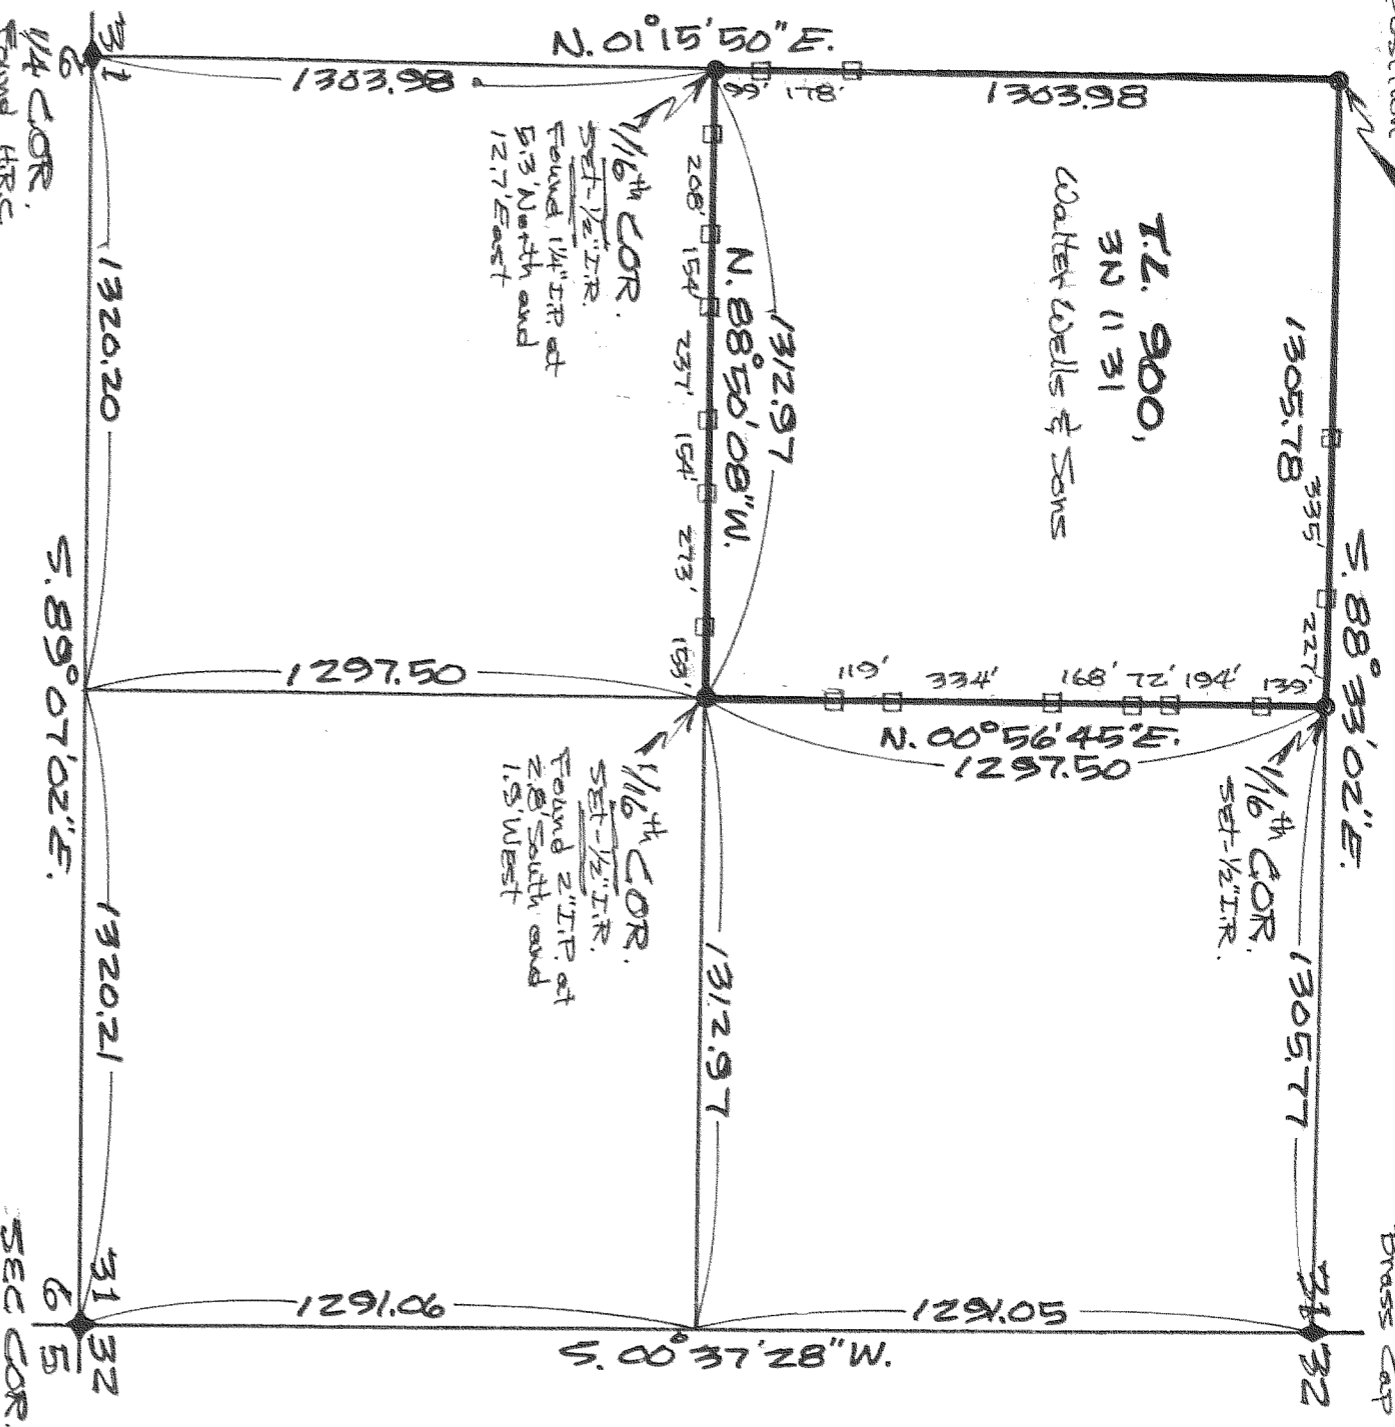 Brass Cap
S. 88° 33' 02" E.
1305.78
335'
227'
1305.77
31 32
1/16th COR.
SET-1/2" I.R.
T.L. 900,
3N 11 31
Walter Wells & Sons
N. 01° 15' 50" E.
1303.98
178'
99'
1303.98
139'
194'
72'
168'
334'
119'
N. 00° 56' 45" E.
1297.50
1291.05
1312.97
N. 88° 50' 08" W.
208'
154'
237'
154'
273'
1312.97
1/16th COR.
SET-1/2" I.R.
Found 1 1/4" I.P. at
5.3' North and
12.7' East
1/16th COR.
SET-1/2" I.R.
Found 2" I.P. at
2.8' South and
1.9' West
1297.50
1291.06
S. 00° 37' 28" W.
1320.20
1320.21
31
6
31 32
6 5
S. 89° 07' 02" E.
1/4 COR.
Found H.R.C.
SEC COR.